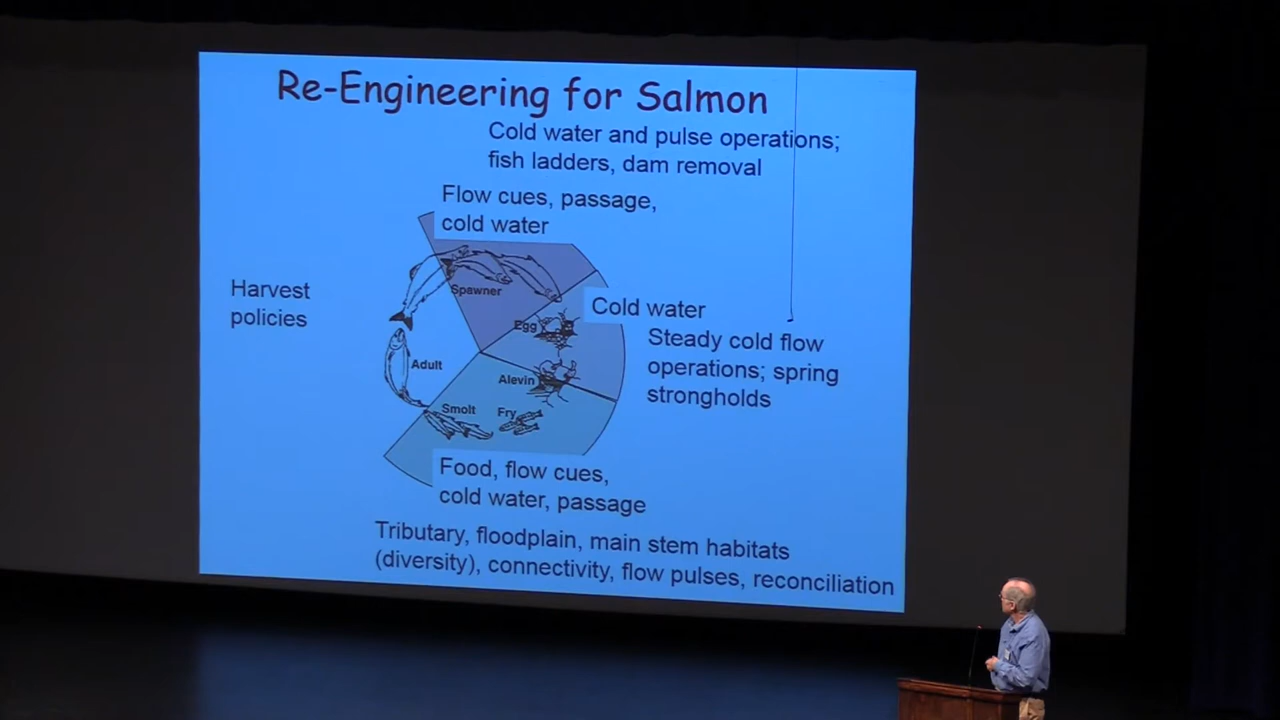 Re-Engineering for Salmon
Cold water and pulse operations;
fish ladders, dam removal
Flow cues, passage,
cold water
Harvest
policies
Spawner
Egg
Cold water
Steady cold flow
operations; spring
strongholds
Adult
Alevin
Smolt
Fry
Food, flow cues,
cold water, passage
Tributary, floodplain, main stem habitats
(diversity), connectivity, flow pulses, reconciliation